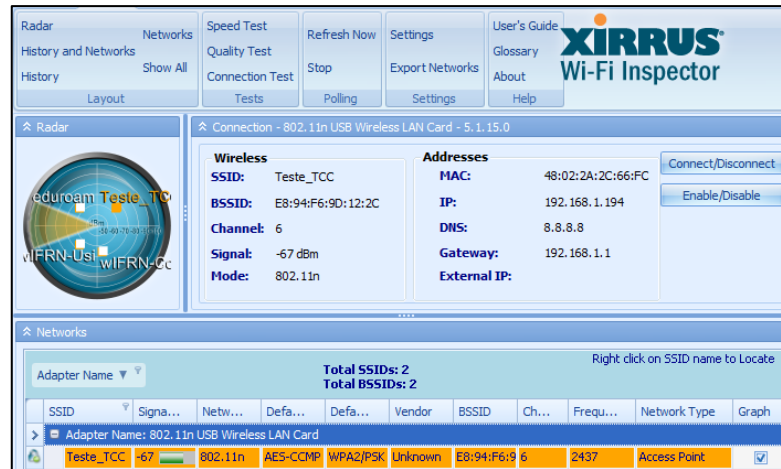 Radar
History and Networks
History
Networks
Show All
Layout
Speed Test
Quality Test
Connection Test
Tests
Refresh Now
Stop
Polling
Settings
Export Networks
Settings
User's Guide
Glossary
About
Help
XIRRUS
Wi-Fi Inspector
Radar
eduroam Teste_TC
dBm
-50 -60 -70 -80
wIFRN-Usi
wIFRN-Co
Connection - 802.11n USB Wireless LAN Card - 5.1.15.0
Wireless
SSID: Teste_TCC
BSSID: E8:94:F6:9D:12:2C
Channel: 6
Signal: -67 dBm
Mode: 802.11n
Addresses
MAC: 48:02:2A:2C:66:FC
IP: 192.168.1.194
DNS: 8.8.8.8
Gateway: 192.168.1.1
External IP:
Connect/Disconnect
Enable/Disable
Networks
Adapter Name
Total SSIDs: 2
Total BSSIDs: 2
Right click on SSID name to Locate
SSID Signa... Netw... Defa... Defa... Vendor BSSID Ch... Frequ... Network Type Graph
Adapter Name: 802.11n USB Wireless LAN Card
Teste_TCC -67 802.11n AES-CCMP WPA2/PSK Unknown E8:94:F6:9 6 2437 Access Point